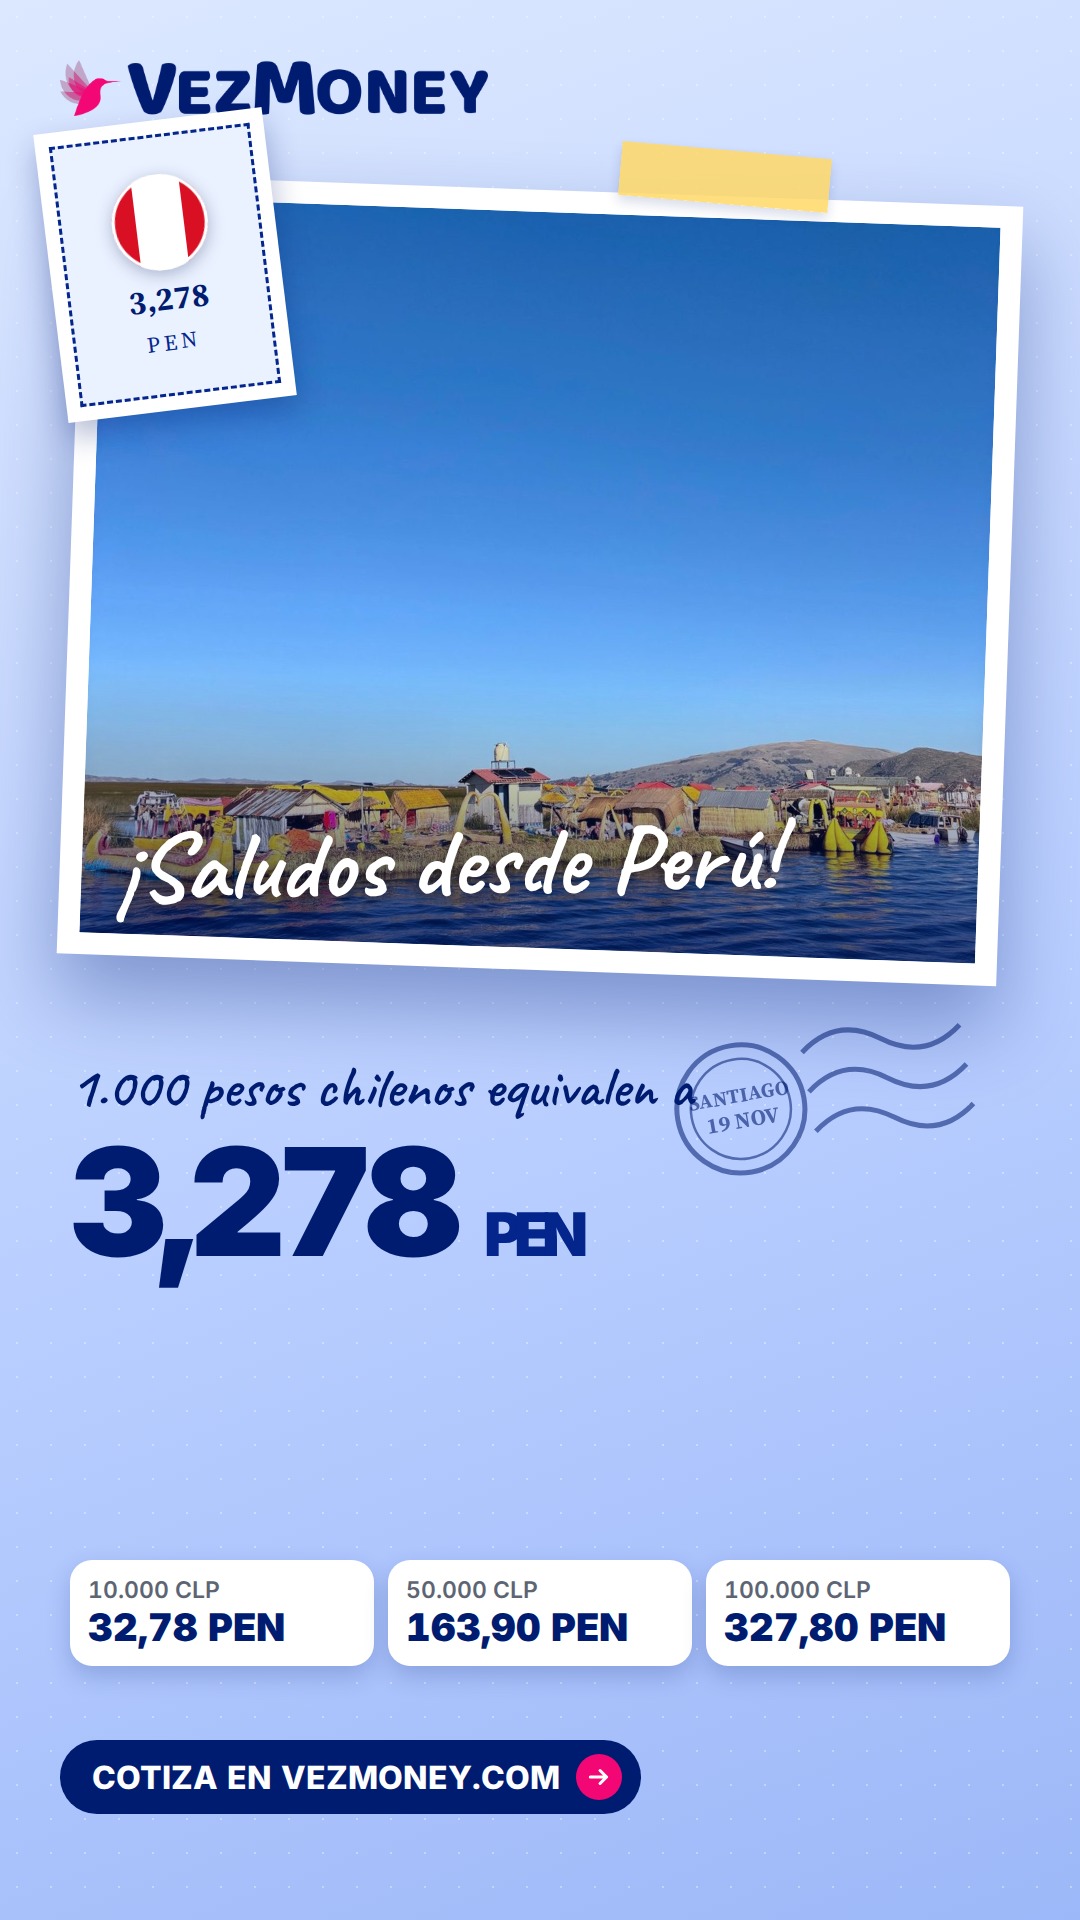 VEZMONEY
3,278
PEN
¡Saludos desde Perú!
1.000 pesos chilenos equivalen a
SANTIAGO
19 NOV
3,278 PEN
10.000 CLP
32,78 PEN
50.000 CLP
163,90 PEN
100.000 CLP
327,80 PEN
COTIZA EN VEZMONEY.COM